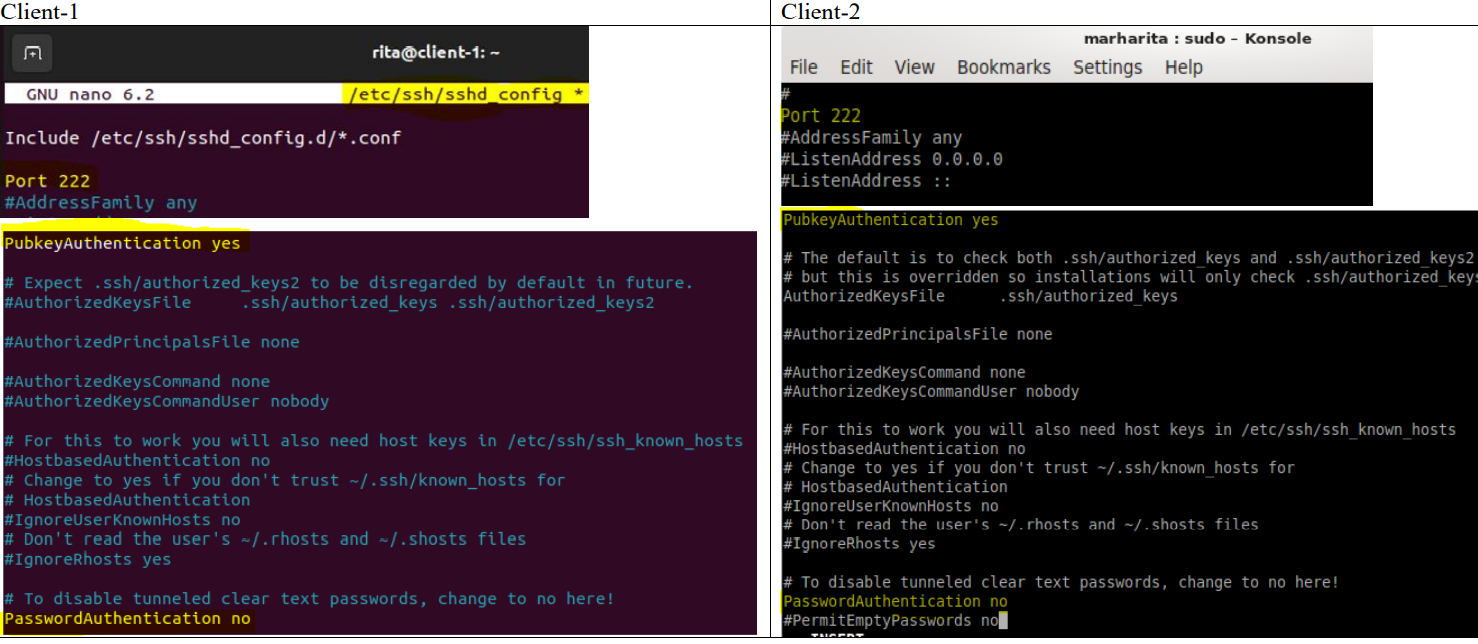 Client-1
rita@client-1: ~
GNU nano 6.2 /etc/ssh/sshd_config *
Include /etc/ssh/sshd_config.d/*.conf
Port 222
#AddressFamily any
PubkeyAuthentication yes
# Expect .ssh/authorized_keys2 to be disregarded by default in future.
#AuthorizedKeysFile .ssh/authorized_keys .ssh/authorized_keys2
#AuthorizedPrincipalsFile none
#AuthorizedKeysCommand none
#AuthorizedKeysCommandUser nobody
# For this to work you will also need host keys in /etc/ssh/ssh_known_hosts
#HostbasedAuthentication no
# Change to yes if you don't trust ~/.ssh/known_hosts for
# HostbasedAuthentication
#IgnoreUserKnownHosts no
# Don't read the user's ~/.rhosts and ~/.shosts files
#IgnoreRhosts yes
# To disable tunneled clear text passwords, change to no here!
PasswordAuthentication no
Client-2
marharita : sudo – Konsole
File Edit View Bookmarks Settings Help
#
Port 222
#AddressFamily any
#ListenAddress 0.0.0.0
#ListenAddress ::
PubkeyAuthentication yes
# The default is to check both .ssh/authorized_keys and .ssh/authorized_keys2
# but this is overridden so installations will only check .ssh/authorized_keys
AuthorizedKeysFile .ssh/authorized_keys
#AuthorizedPrincipalsFile none
#AuthorizedKeysCommand none
#AuthorizedKeysCommandUser nobody
# For this to work you will also need host keys in /etc/ssh/ssh_known_hosts
#HostbasedAuthentication no
# Change to yes if you don't trust ~/.ssh/known_hosts for
# HostbasedAuthentication
#IgnoreUserKnownHosts no
# Don't read the user's ~/.rhosts and ~/.shosts files
#IgnoreRhosts yes
# To disable tunneled clear text passwords, change to no here!
PasswordAuthentication no
#PermitEmptyPasswords no